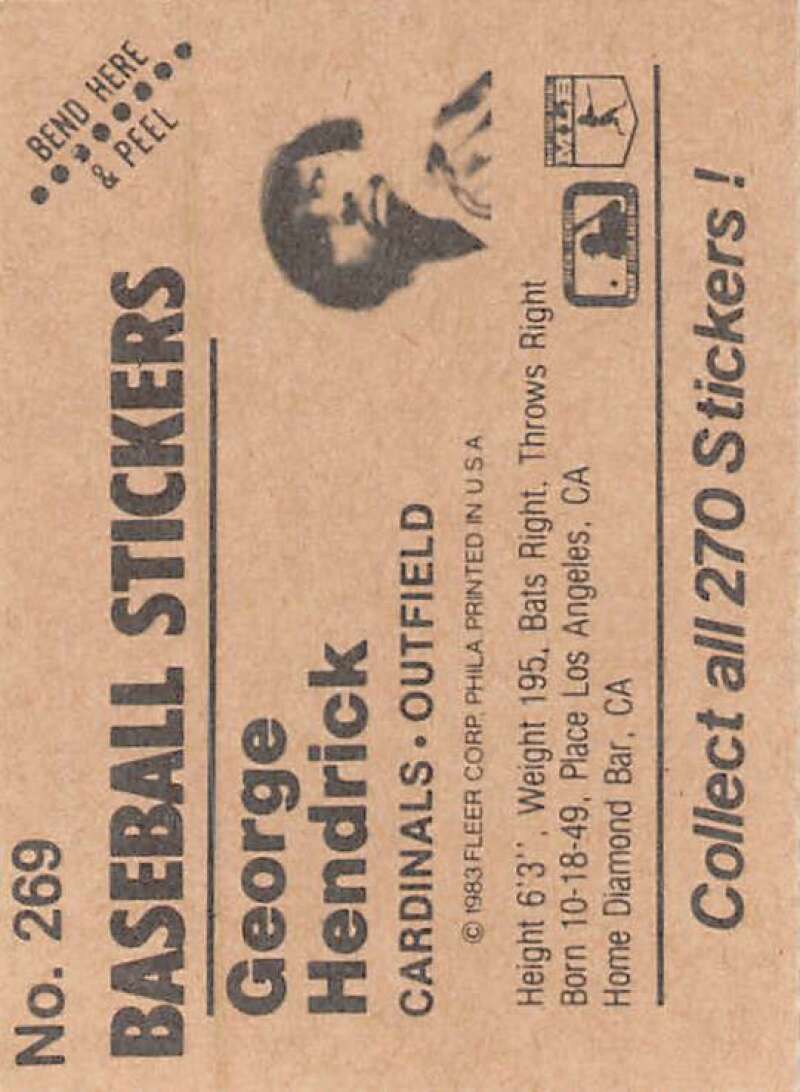 No. 269
BEND HERE
& PEEL
BASEBALL STICKERS
George
Hendrick
CARDINALS • OUTFIELD
© 1983 FLEER CORP. PHILA. PRINTED IN U S A
Height 6'3'', Weight 195, Bats Right, Throws Right
Born 10-18-49, Place Los Angeles, CA
Home Diamond Bar, CA
Collect all 270 Stickers!